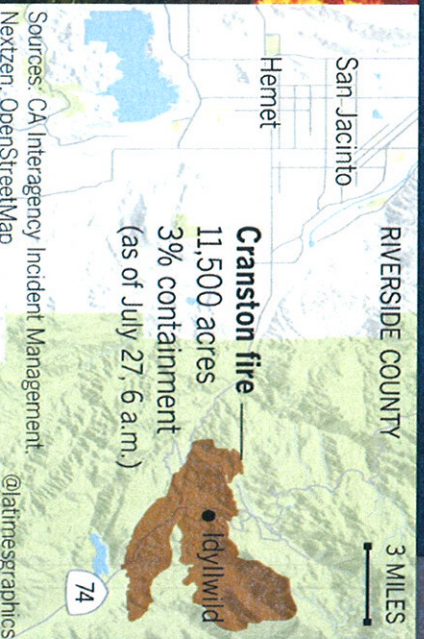 RIVERSIDE COUNTY
3 MILES
San Jacinto
Hemet
Cranston fire
11,500 acres
3% containment
(as of July 27, 6 a.m.)
Idyllwild
74
Sources: CA Interagency Incident Management,
Nextzen, OpenStreetMap
@latimesgraphics